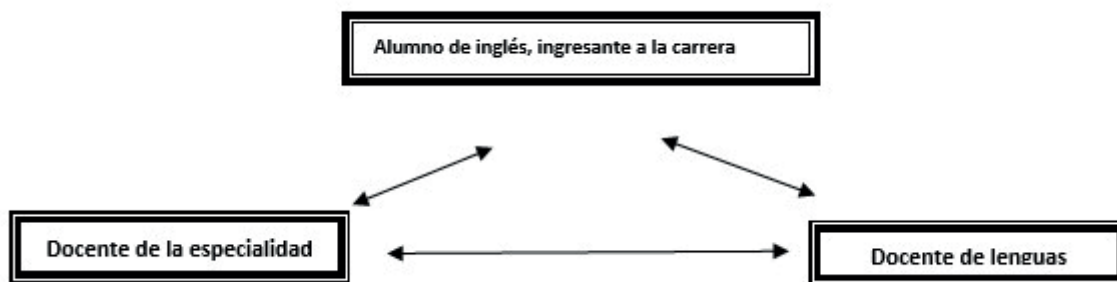 Alumno de inglés, ingresante a la carrera
Docente de la especialidad
Docente de lenguas